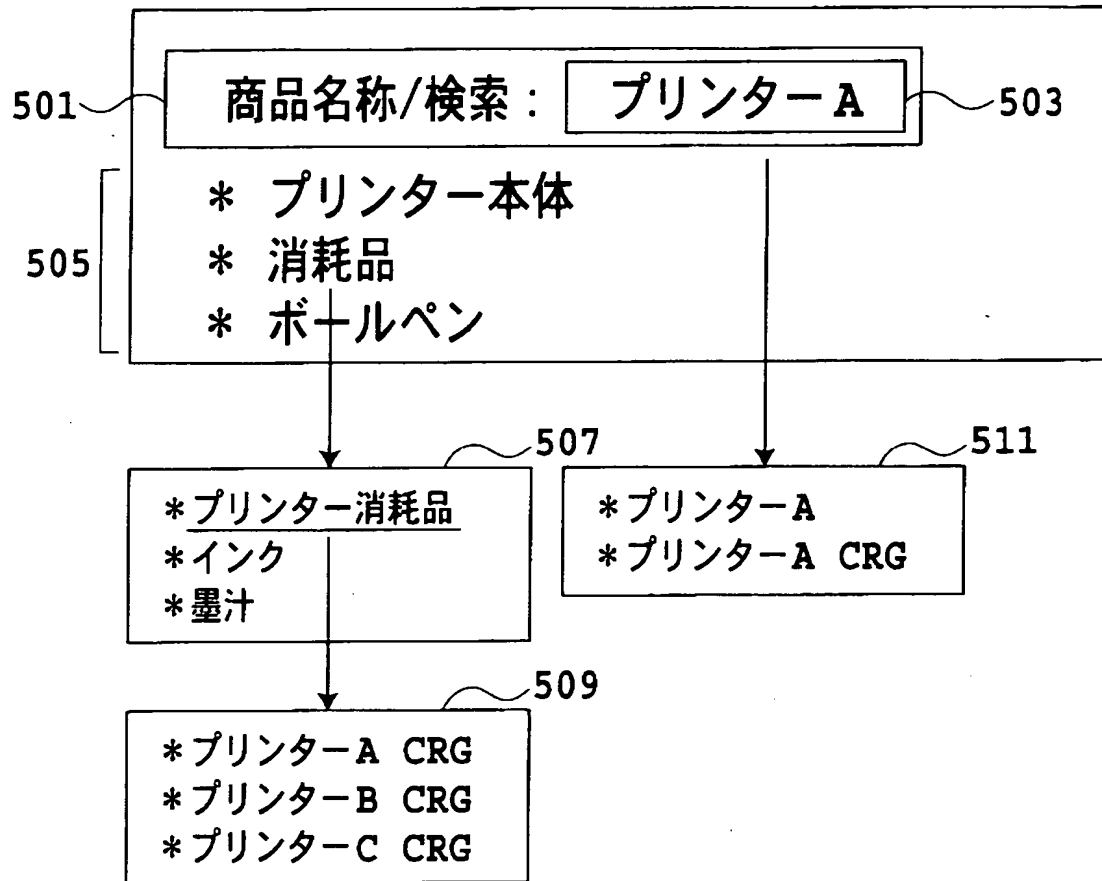 501
商品名称/検索: プリンターA
503
505
* プリンター本体
* 消耗品
* ボールペン
507
*プリンター消耗品
*インク
*墨汁
511
*プリンターA
*プリンターA CRG
509
*プリンターA CRG
*プリンターB CRG
*プリンターC CRG